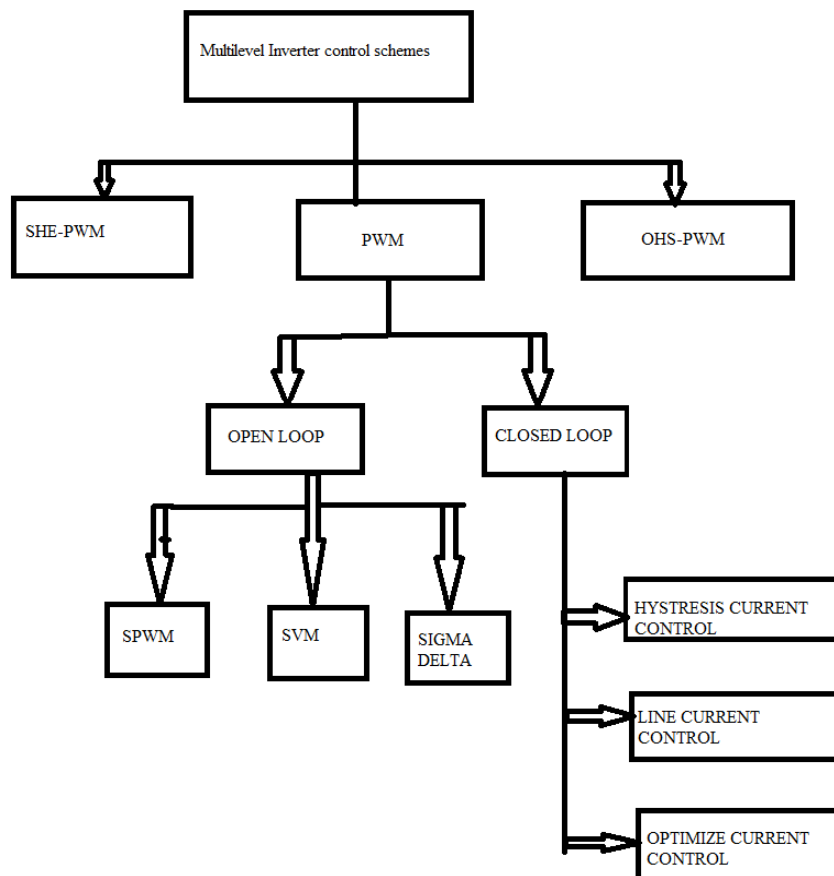 Multilevel Inverter control schemes
SHE-PWM
PWM
OHS-PWM
OPEN LOOP
CLOSED LOOP
SPWM
SVM
SIGMA
DELTA
HYSTRESIS CURRENT
CONTROL
LINE CURRENT
CONTROL
OPTIMIZE CURRENT
CONTROL